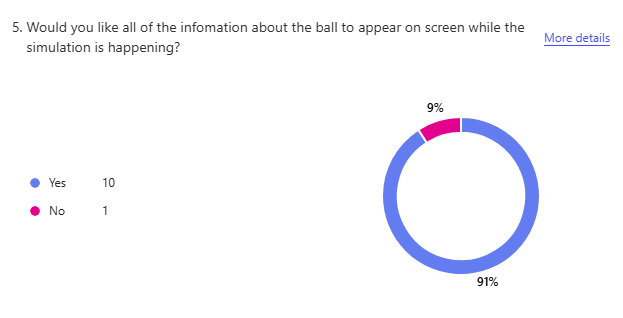 5. Would you like all of the infomation about the ball to appear on screen while the
simulation is happening?
More details
9%
Yes 10
No 1
91%